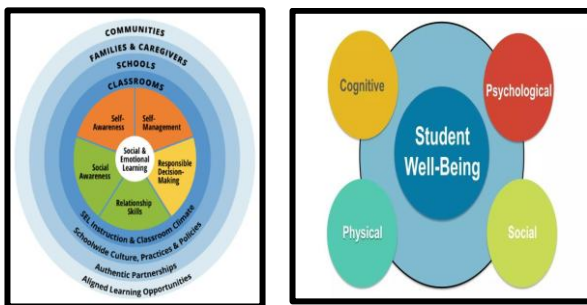 COMMUNITIES
FAMILIES & CAREGIVERS
SCHOOLS
CLASSROOMS
Self-
Awareness
Self-
Management
Social
Awareness
Social &
Emotional
Learning
Responsible
Decision-
Making
Relationship
Skills
SEL Instruction & Classroom Climate
Schoolwide Culture, Practices & Policies
Authentic Partnerships
Aligned Learning Opportunities
Cognitive
Psychological
Student
Well-Being
Physical
Social